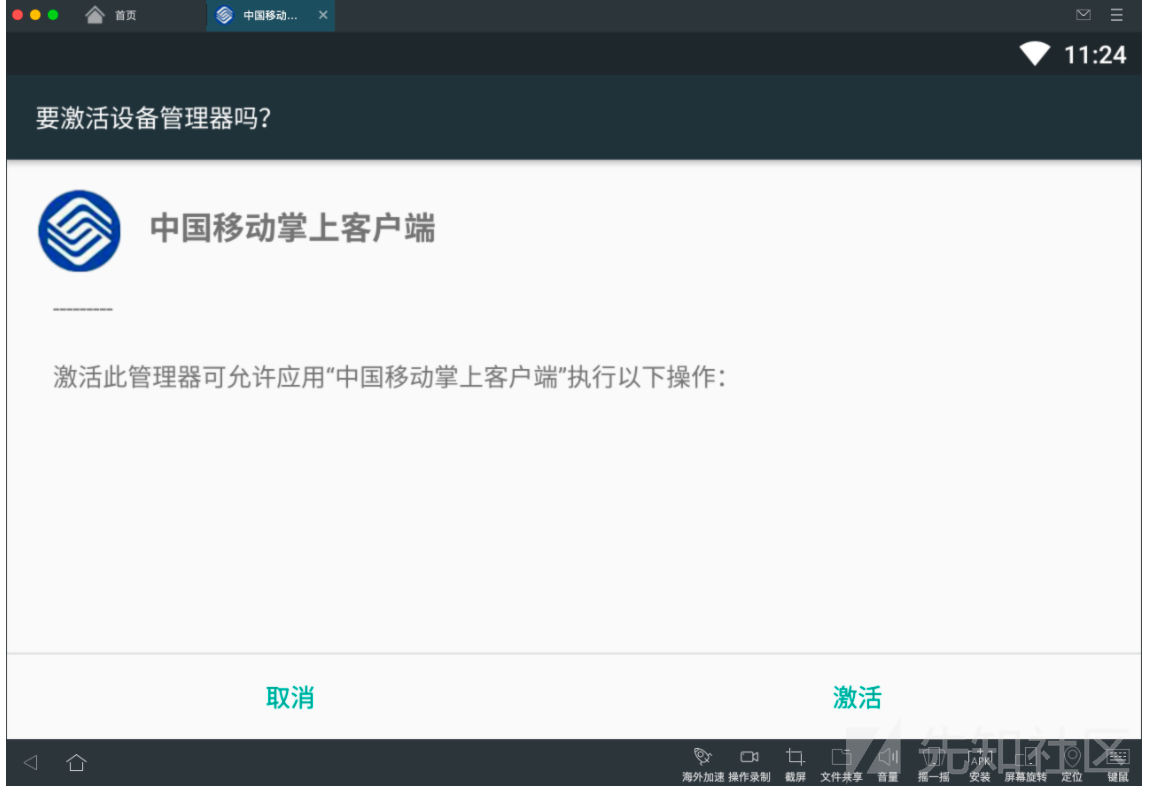 首页
中国移动... ×
11:24
要激活设备管理器吗?
中国移动掌上客户端
---------
激活此管理器可允许应用“中国移动掌上客户端”执行以下操作：
取消 激活
先知社区
APK
海外加速 操作录制 截屏 文件共享 音量 摇一摇 安装 屏幕旋转 定位 键鼠